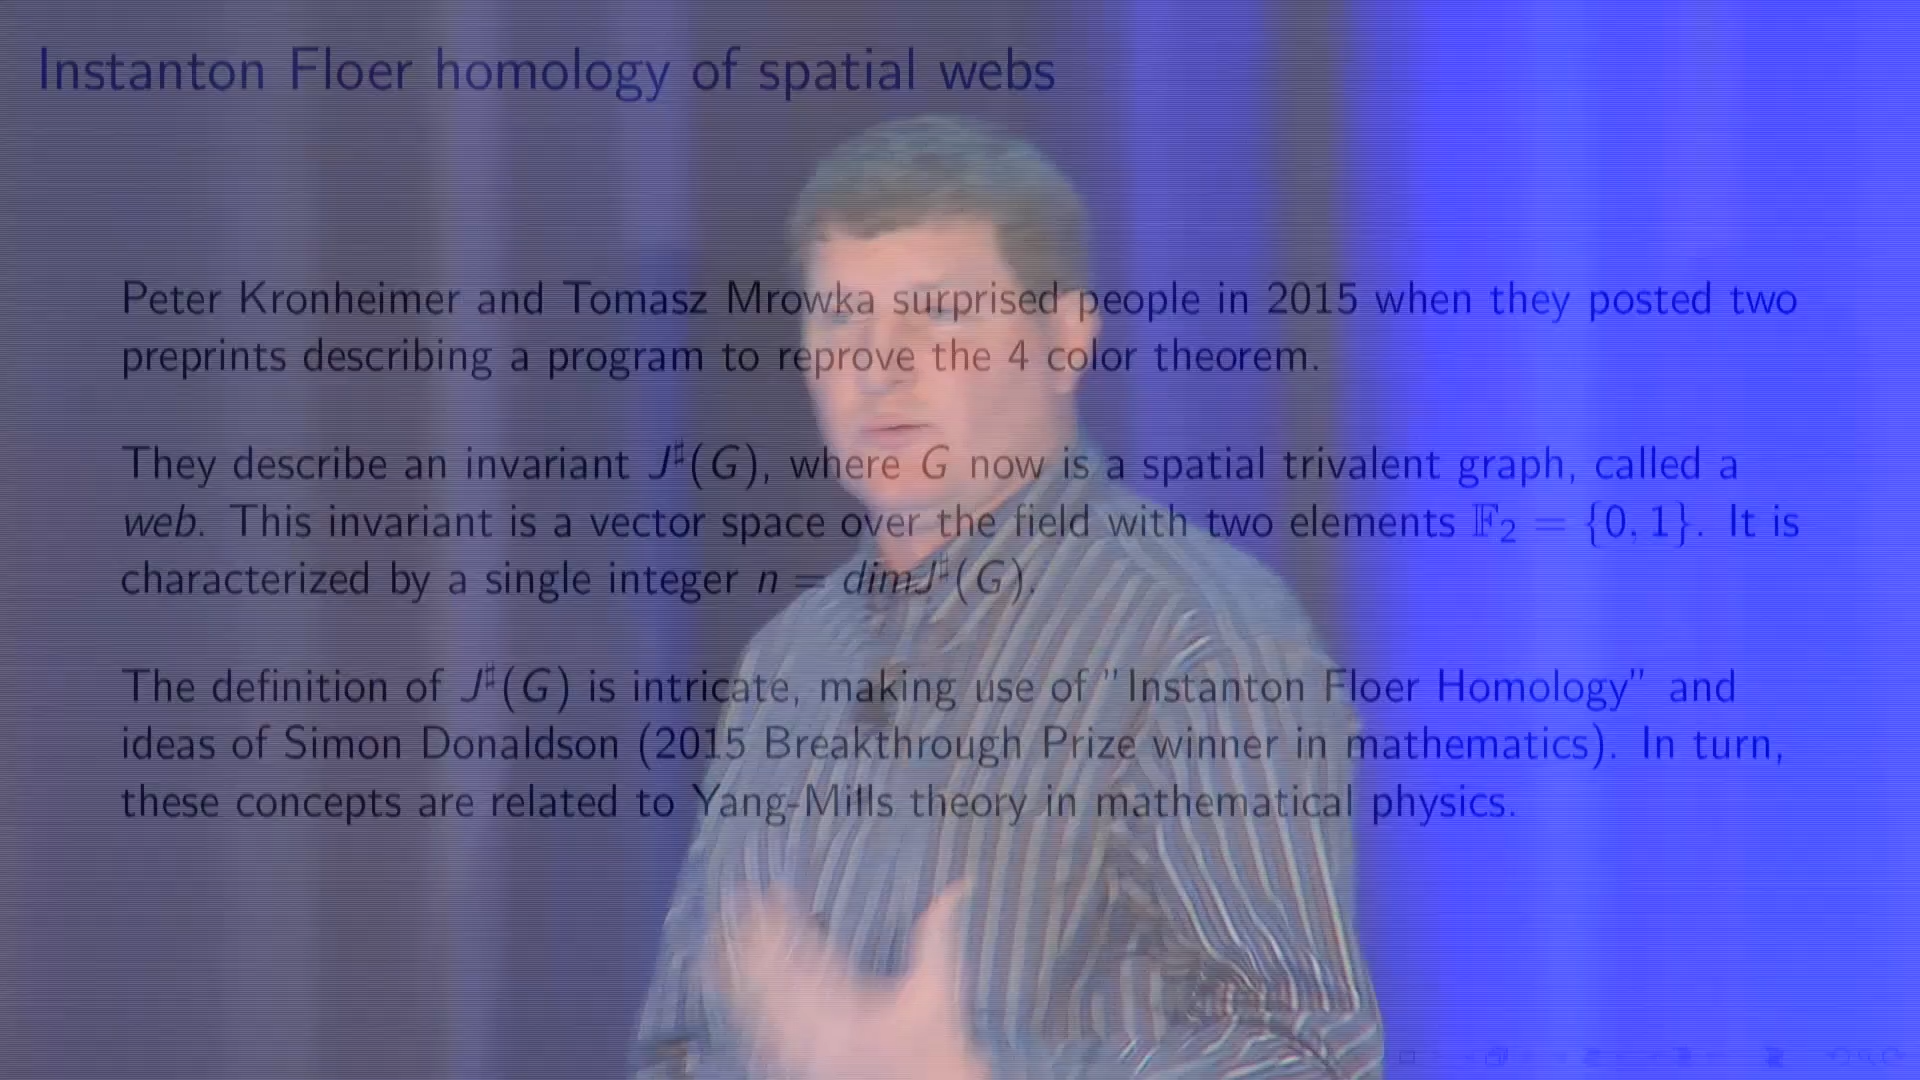 Instanton Floer homology of spatial webs
Peter Kronheimer and Tomasz Mrowka surprised people in 2015 when they posted two
preprints describing a program to reprove the 4 color theorem.
They describe an invariant J♯(G), where G now is a spatial trivalent graph, called a
web. This invariant is a vector space over the field with two elements 𝔽₂ = {0, 1}. It is
characterized by a single integer n = dimJ♯(G).
The definition of J♯(G) is intricate, making use of "Instanton Floer Homology" and
ideas of Simon Donaldson (2015 Breakthrough Prize winner in mathematics). In turn,
these concepts are related to Yang-Mills theory in mathematical physics.